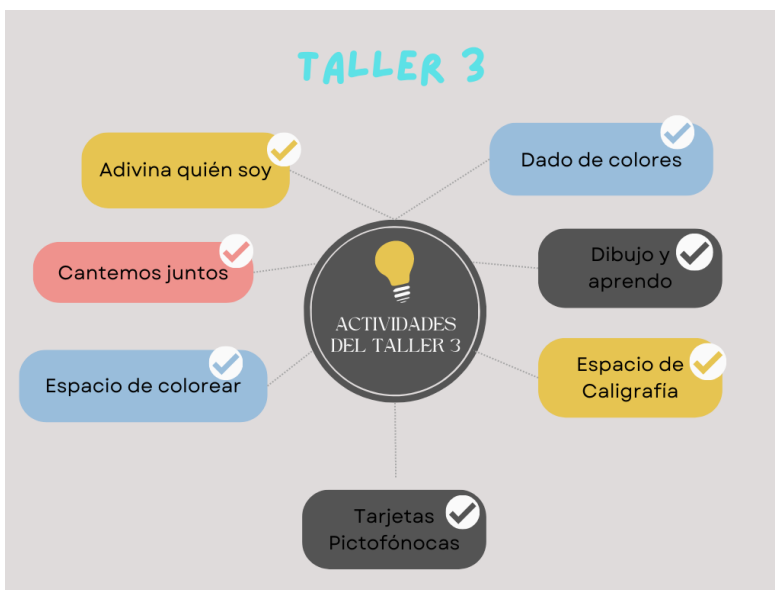 TALLER 3
Adivina quién soy
Dado de colores
Cantemos juntos
Dibujo y
aprendo
ACTIVIDADES
DEL TALLER 3
Espacio de colorear
Espacio de
Caligrafía
Tarjetas
Pictofónocas